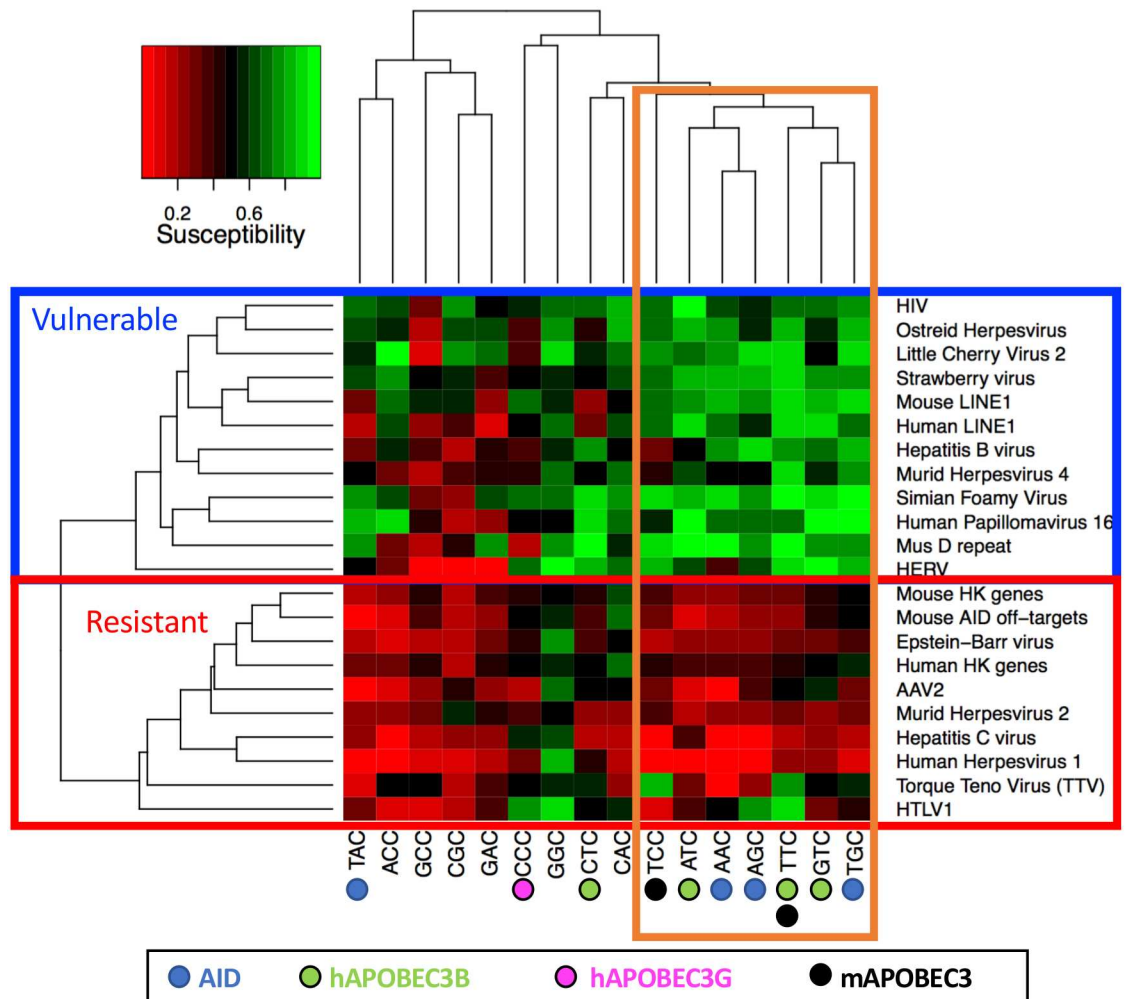 0.2 0.6
Susceptibility
Vulnerable
HIV
Ostreid Herpesvirus
Little Cherry Virus 2
Strawberry virus
Mouse LINE1
Human LINE1
Hepatitis B virus
Murid Herpesvirus 4
Simian Foamy Virus
Human Papillomavirus 16
Mus D repeat
HERV
Resistant
Mouse HK genes
Mouse AID off−targets
Epstein−Barr virus
Human HK genes
AAV2
Murid Herpesvirus 2
Hepatitis C virus
Human Herpesvirus 1
Torque Teno Virus (TTV)
HTLV1
TAC
ACC
GCC
CGC
GAC
CCC
GGC
CTC
CAC
TCC
ATC
AAC
AGC
TTC
GTC
TGC
AID hAPOBEC3B hAPOBEC3G mAPOBEC3